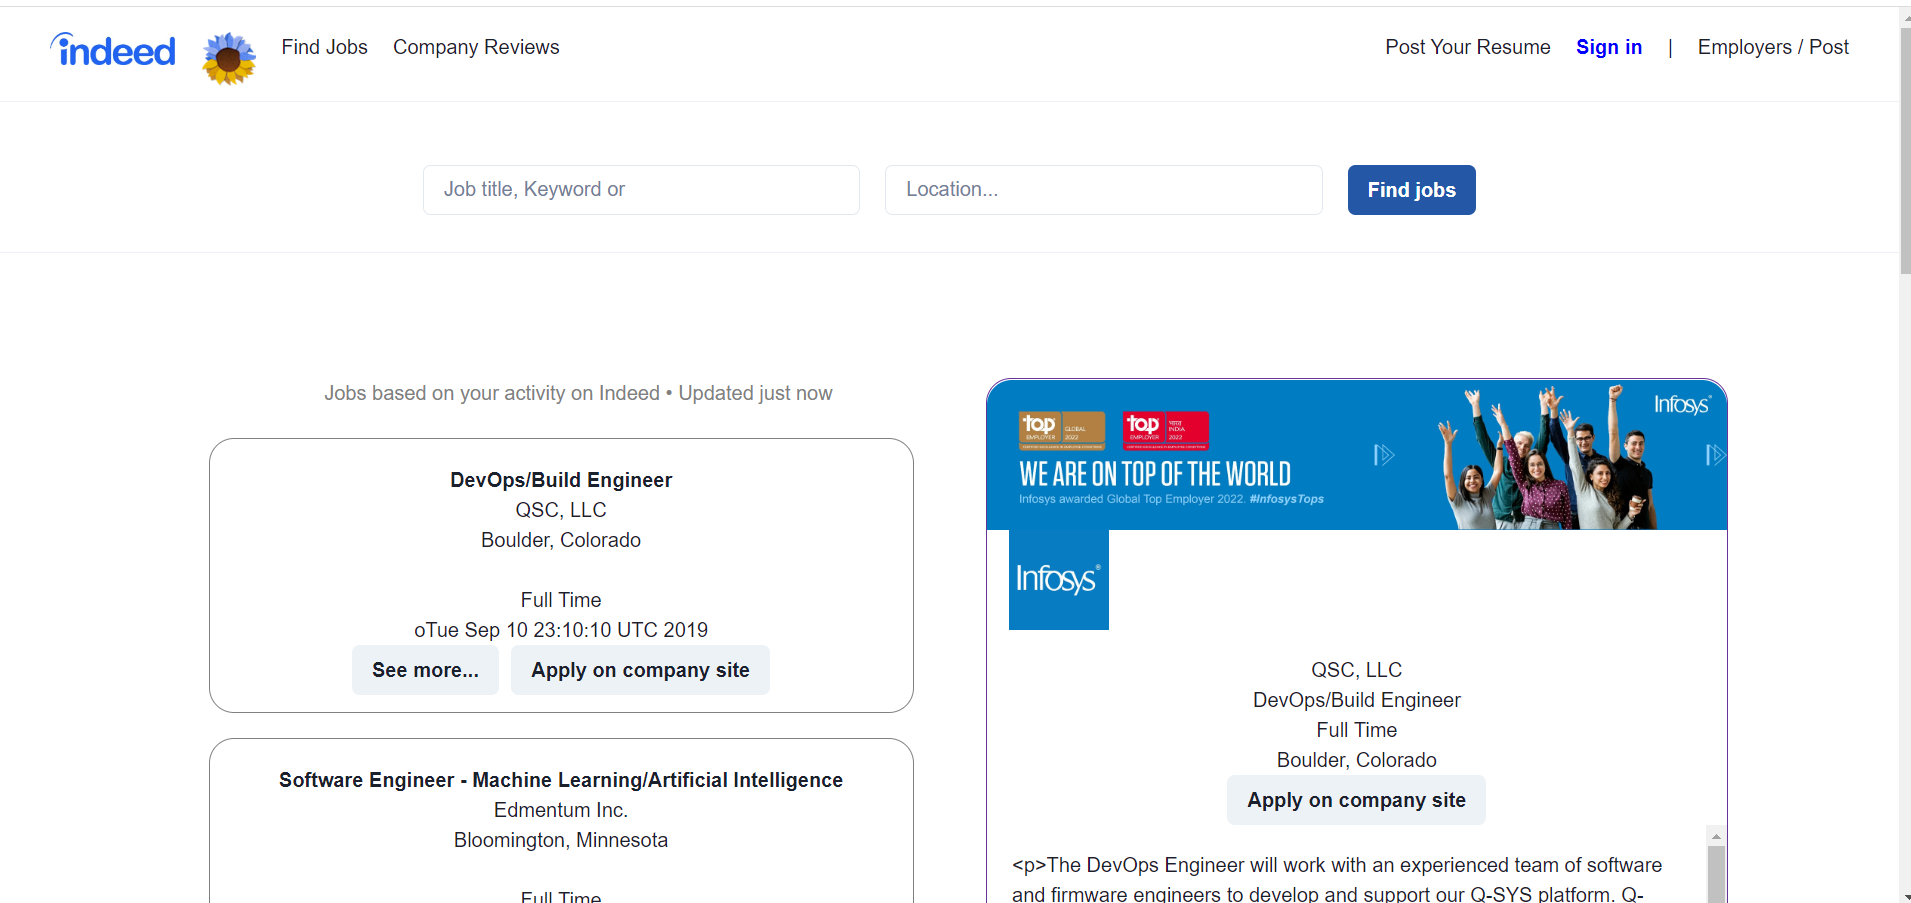 indeed
Find Jobs
Company Reviews
Post Your Resume
Sign in
|
Employers / Post
Job title, Keyword or
Location...
Find jobs
Jobs based on your activity on Indeed • Updated just now
DevOps/Build Engineer
QSC, LLC
Boulder, Colorado
Full Time
oTue Sep 10 23:10:10 UTC 2019
See more...
Apply on company site
Software Engineer - Machine Learning/Artificial Intelligence
Edmentum Inc.
Bloomington, Minnesota
Full Time
Infosys®
top GLOBAL
EMPLOYER 2022
top भारत INDIA
EMPLOYER 2022
WE ARE ON TOP OF THE WORLD
Infosys awarded Global Top Employer 2022. #InfosysTops
Infosys®
QSC, LLC
DevOps/Build Engineer
Full Time
Boulder, Colorado
Apply on company site
<p>The DevOps Engineer will work with an experienced team of software
and firmware engineers to develop and support our Q-SYS platform. Q-